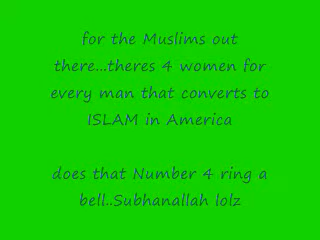 for the Muslims out
there...theres 4 women for
every man that converts to
ISLAM in America
does that Number 4 ring a
bell..Subhanallah lolz